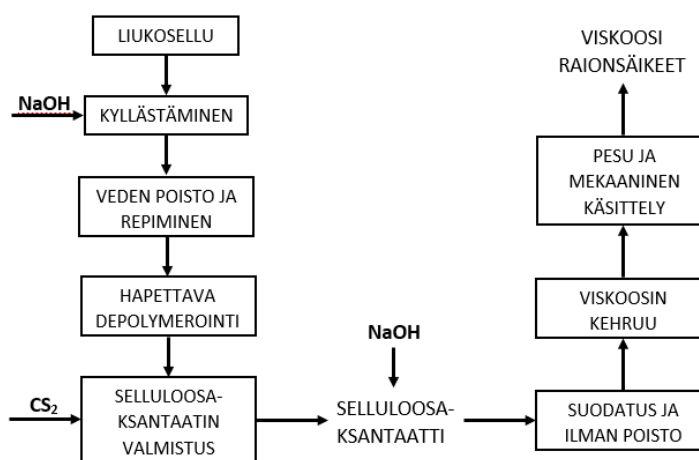 LIUKOSELLU
NaOH
KYLLÄSTÄMINEN
VEDEN POISTO JA
REPIMINEN
HAPETTAVA
DEPOLYMEROINTI
CS₂
SELLULOOSA-
KSANTAATIN
VALMISTUS
NaOH
SELLULOOSA-
KSANTAATTI
SUODATUS JA
ILMAN POISTO
VISKOOSIN
KEHRUU
PESU JA
MEKAANINEN
KÄSITTELY
VISKOOSI
RAIONSÄIKEET